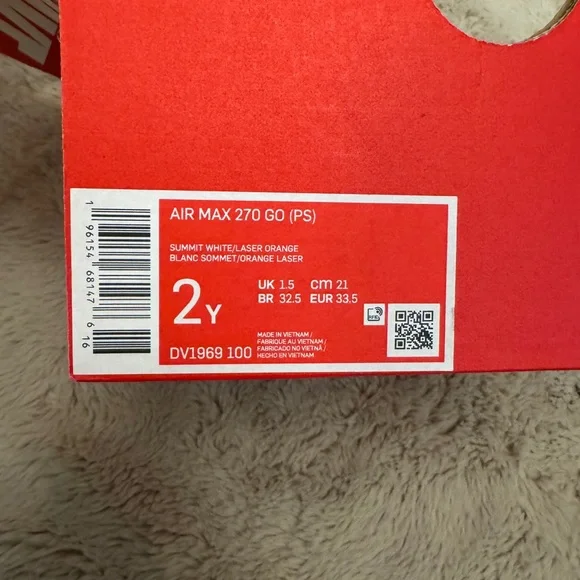 AIR MAX 270 GO (PS)
SUMMIT WHITE/LASER ORANGE
BLANC SOMMET/ORANGE LASER
UK 1.5 cm 21
BR 32.5 EUR 33.5
2Y
DV1969 100
MADE IN VIETNAM /
FABRIQUE AU VIETNAM /
FABRICADO NO VIETNÃ /
HECHO EN VIETNAM
RFID
1 96154 68147 6 16